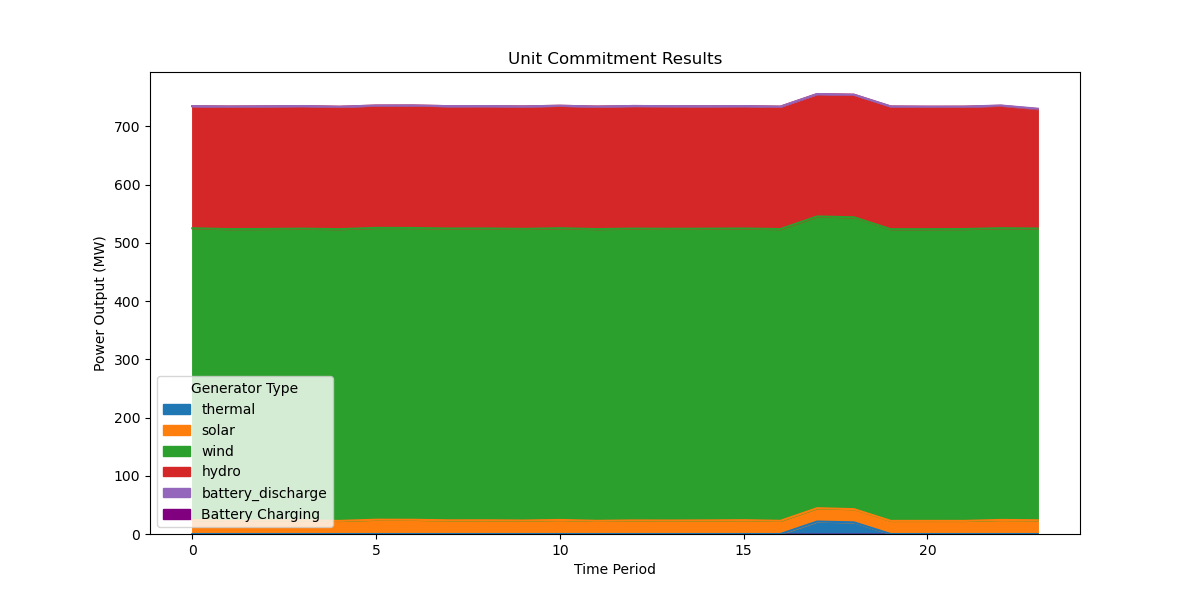 Unit Commitment Results
Power Output (MW)
700
600
500
400
300
200
100
0
Generator Type
thermal
solar
wind
hydro
battery_discharge
Battery Charging
0 5 10 15 20
Time Period